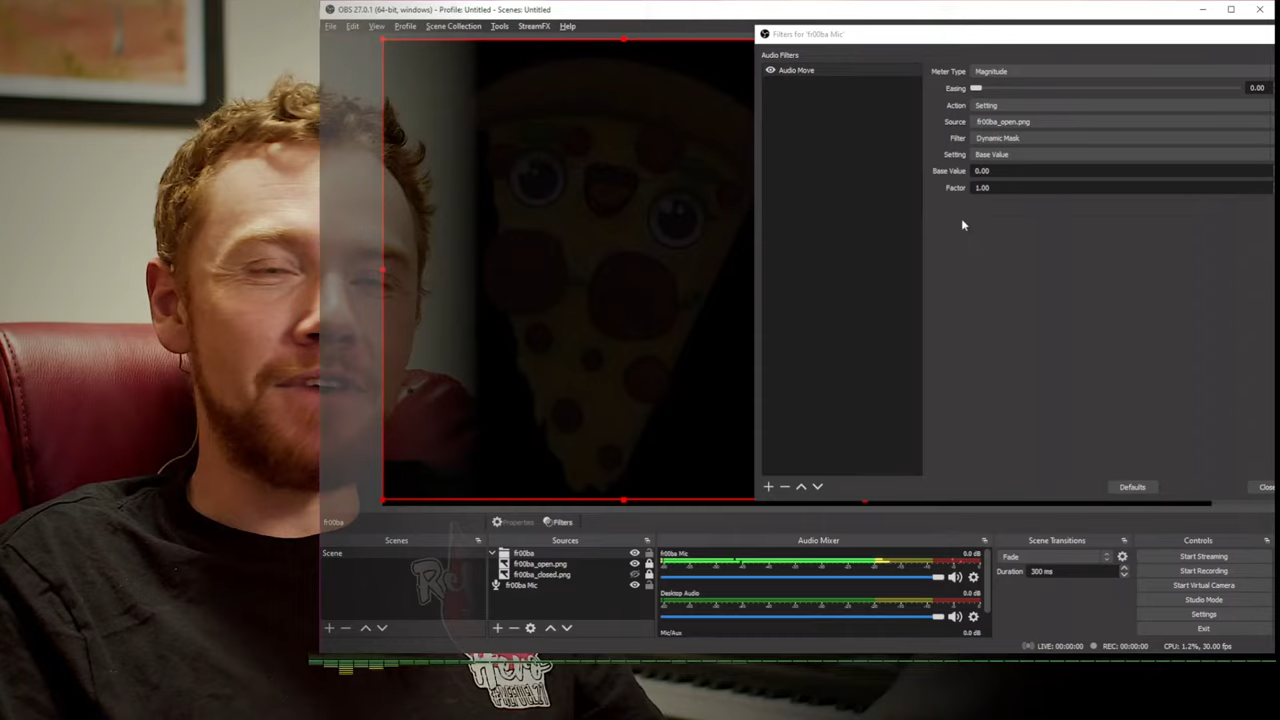 OBS 27.0.1 (64-bit, windows) - Profile: Untitled - Scenes: Untitled
File Edit View Profile Scene Collection Tools StreamFX Help
Filters for 'fr00ba Mic'
Audio Filters
Audio Move
Meter Type Magnitude
Easing 0.00
Action Setting
Source fr00ba_open.png
Filter Dynamic Mask
Setting Base Value
Base Value 0.00
Factor 1.00
Defaults Close
fr00ba Properties Filters
Scenes Sources Audio Mixer Scene Transitions Controls
Scene
fr00ba
fr00ba_open.png
fr00ba_closed.png
fr00ba Mic
fr00ba Mic 0.0 dB
Desktop Audio 0.0 dB
Mic/Aux 0.0 dB
Fade
Duration 300 ms
Start Streaming
Start Recording
Start Virtual Camera
Studio Mode
Settings
Exit
LIVE: 00:00:00 REC: 00:00:00 CPU: 1.2%, 30.00 fps